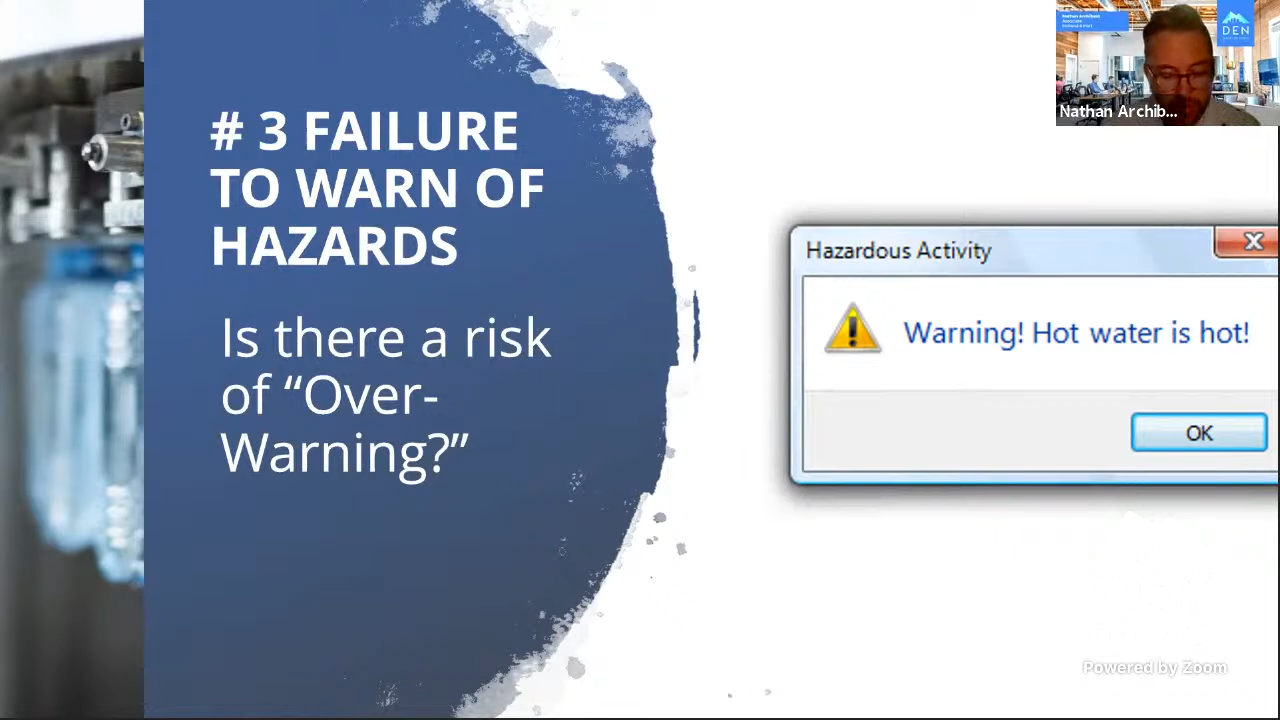 # 3 FAILURE
TO WARN OF
HAZARDS
Is there a risk
of “Over-
Warning?”
Nathan Archib...
DEN
Hazardous Activity
Warning! Hot water is hot!
OK
Powered by Zoom